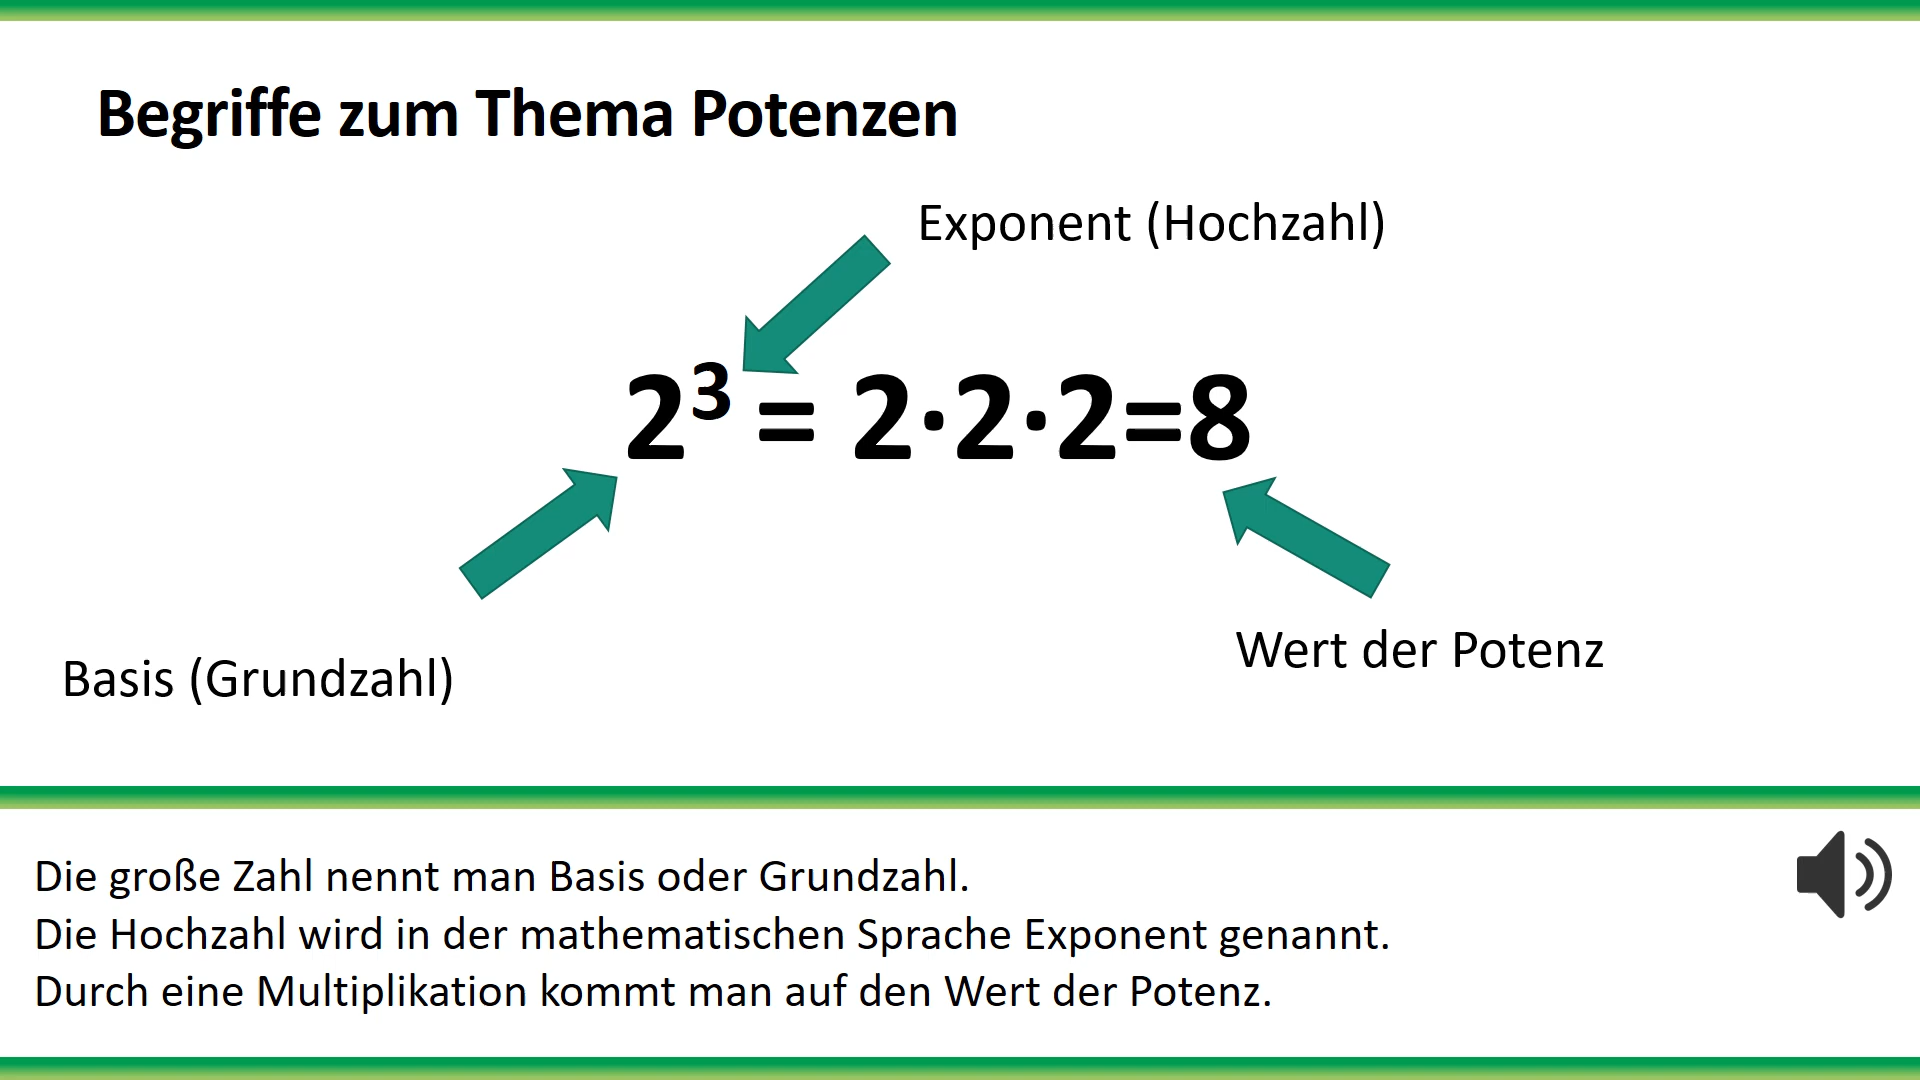 Begriffe zum Thema Potenzen
Exponent (Hochzahl)
2³ = 2·2·2=8
Basis (Grundzahl)
Wert der Potenz
Die große Zahl nennt man Basis oder Grundzahl.
Die Hochzahl wird in der mathematischen Sprache Exponent genannt.
Durch eine Multiplikation kommt man auf den Wert der Potenz.